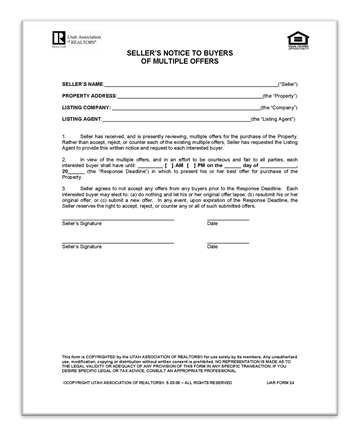 Utah Association
of REALTORS®
REALTOR®
EQUAL HOUSING
OPPORTUNITY
SELLER'S NOTICE TO BUYERS
OF MULTIPLE OFFERS
SELLER'S NAME: ("Seller")
PROPERTY ADDRESS: (the "Property")
LISTING COMPANY: (the "Company")
LISTING AGENT: (the "Listing Agent")
1. Seller has received, and is presently reviewing, multiple offers for the purchase of the Property.
Rather than accept, reject, or counter each of the existing multiple offers, Seller has requested the Listing
Agent to provide this written notice and request to each interested buyer.
2. In view of the multiple offers, and in an effort to be courteous and fair to all parties, each
interested buyer shall have until: ______ [ ] AM [ ] PM on the ______ day of ______,
20____ (the "Response Deadline") in which to present his or her best offer for purchase of the
Property.
3. Seller agrees to not accept any offers from any buyers prior to the Response Deadline. Each
interested buyer may elect to: (a) do nothing and let his or her original offer lapse; (b) resubmit his or her
original offer; or (c) submit a new offer. In any event, upon expiration of the Response Deadline, the
Seller reserves the right to accept, reject, or counter any or all of such submitted offers.
Seller's Signature Date
Seller's Signature Date
This form is COPYRIGHTED by the UTAH ASSOCIATION OF REALTORS® for use solely by its members. Any unauthorized
use, modification, copying or distribution without written consent is prohibited. NO REPRESENTATION IS MADE AS TO
THE LEGAL VALIDITY OR ADEQUACY OF ANY PROVISION OF THIS FORM IN ANY SPECIFIC TRANSACTION. IF YOU
DESIRE SPECIFIC LEGAL OR TAX ADVICE, CONSULT AN APPROPRIATE PROFESSIONAL.
©COPYRIGHT UTAH ASSOCIATION OF REALTORS® 5.03.05 – ALL RIGHTS RESERVED UAR FORM 24